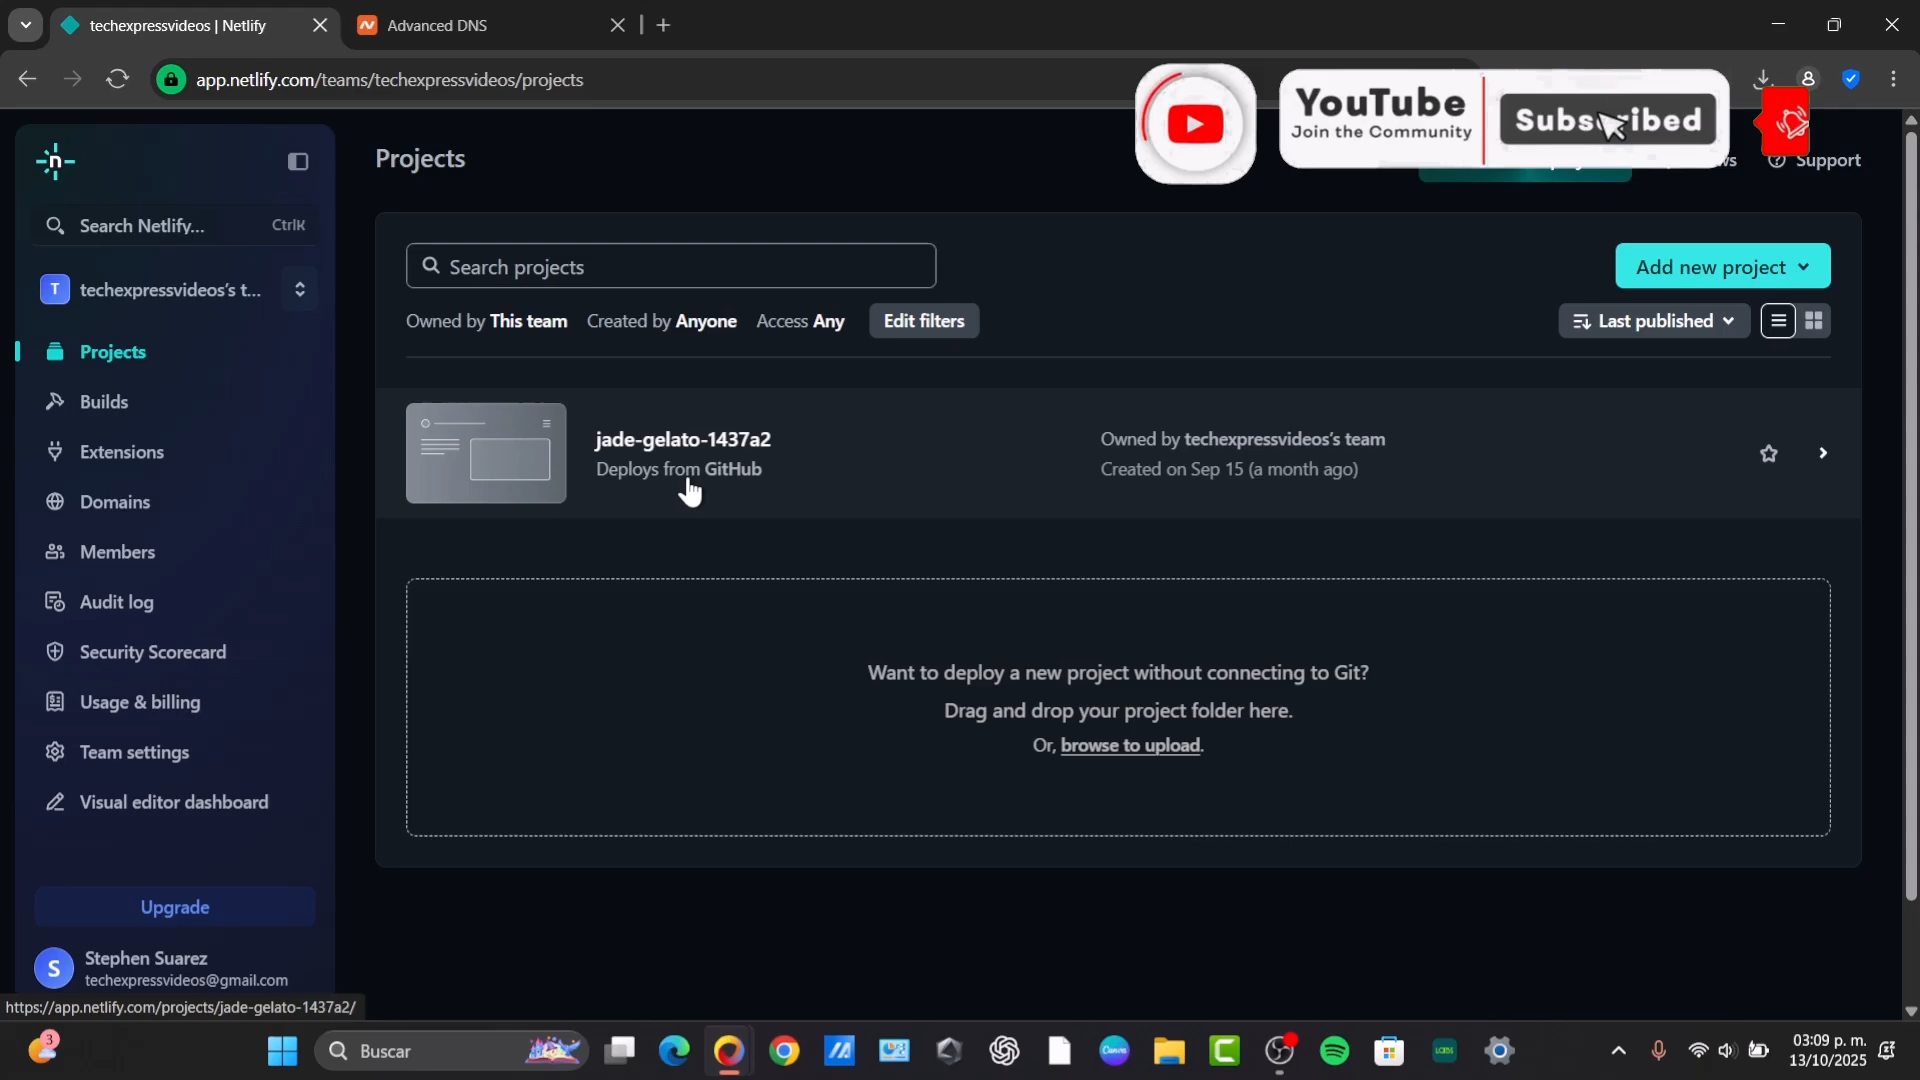 techexpressvideos | Netlify
Advanced DNS
app.netlify.com/teams/techexpressvideos/projects
YouTube
Join the Community
Subscribed
Support
n
Projects
Search Netlify...
CtrlK
T
techexpressvideos's t...
Projects
Builds
Extensions
Domains
Members
Audit log
Security Scorecard
Usage & billing
Team settings
Visual editor dashboard
Upgrade
S
Stephen Suarez
techexpressvideos@gmail.com
Search projects
Add new project
Owned by This team Created by Anyone Access Any
Edit filters
Last published
jade-gelato-1437a2
Deploys from GitHub
Owned by techexpressvideos's team
Created on Sep 15 (a month ago)
Want to deploy a new project without connecting to Git?
Drag and drop your project folder here.
Or, browse to upload.
https://app.netlify.com/projects/jade-gelato-1437a2/
3
Buscar
Canva
LABS
03:09 p. m.
13/10/2025